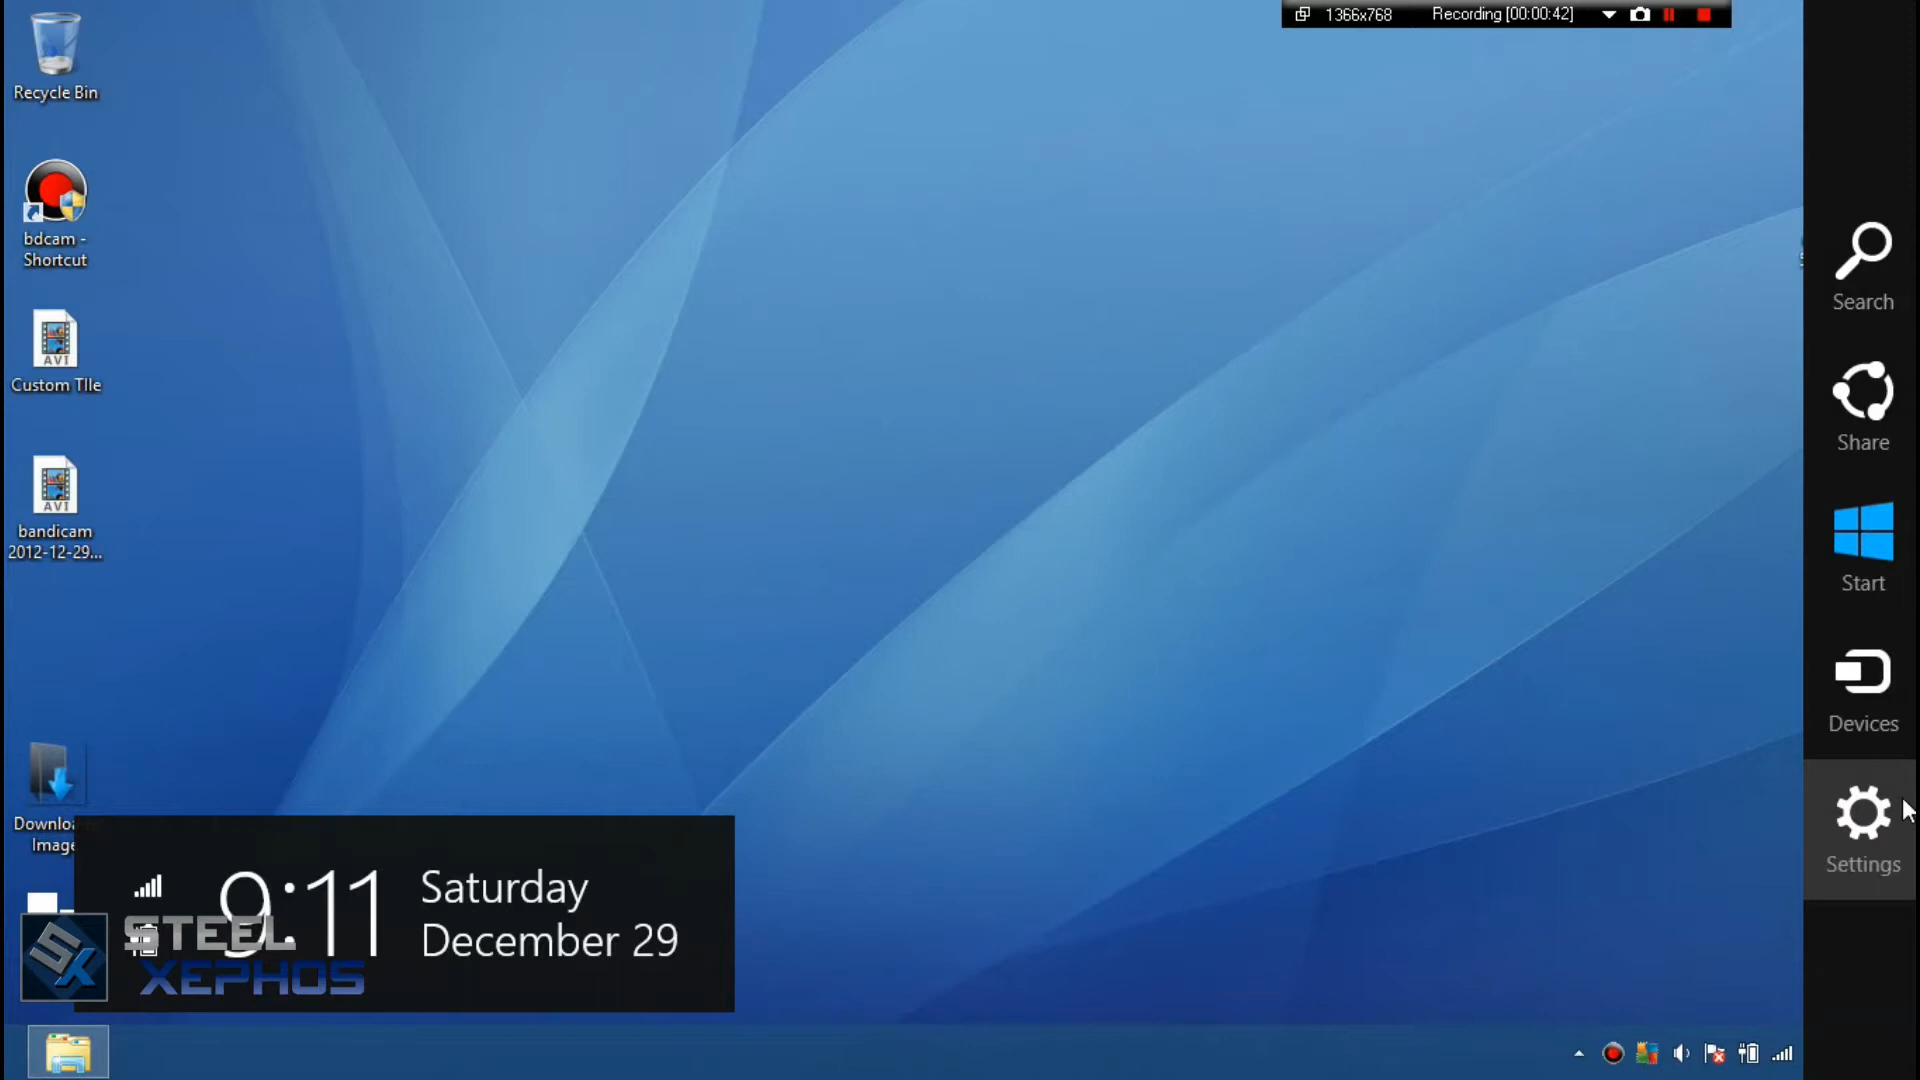 1366x768 Recording [00:00:42]
Recycle Bin
bdcam -
Shortcut
AVI
Custom TIle
AVI
bandicam
2012-12-29...
Image
Search
Share
Start
Devices
Settings
9:11
Saturday
December 29
SX
STEEL
XEPHOS